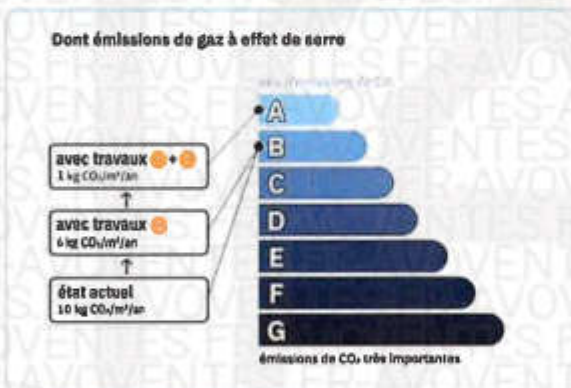 Dont émissions de gaz à effet de serre
A
B
C
D
E
F
G
avec travaux
+
1 kg CO₂/m²/an
avec travaux
6 kg CO₂/m²/an
état actuel
10 kg CO₂/m²/an
émissions de CO₂ très importantes